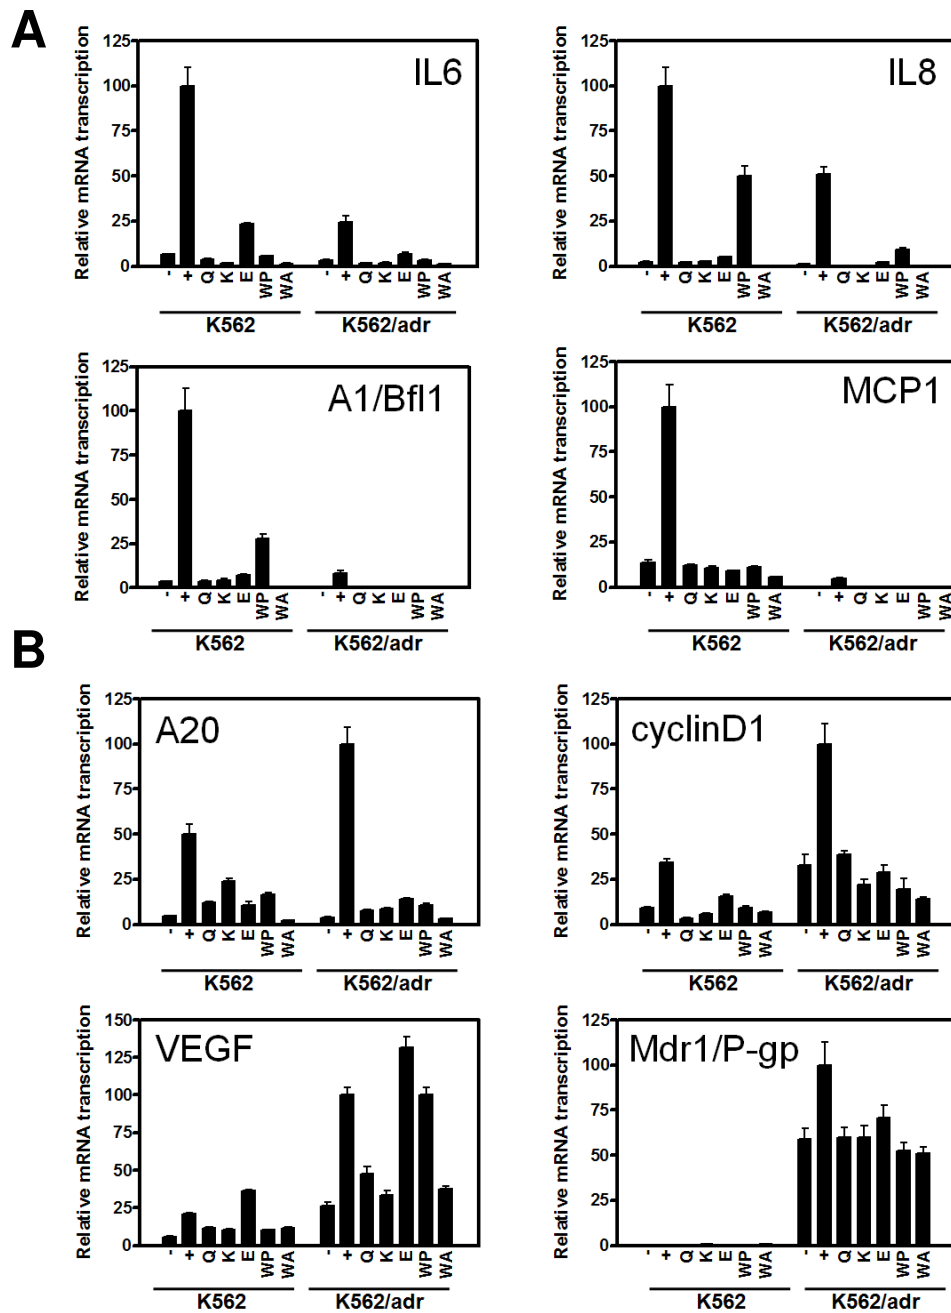 A
IL6
Relative mRNA transcription
125
100
75
50
25
0
- + Q K E WP WA - + Q K E WP WA
K562 K562/adr
IL8
Relative mRNA transcription
125
100
75
50
25
0
- + Q K E WP WA - + Q K E WP WA
K562 K562/adr
A1/Bfl1
Relative mRNA transcription
125
100
75
50
25
0
- + Q K E WP WA - + Q K E WP WA
K562 K562/adr
MCP1
Relative mRNA transcription
125
100
75
50
25
0
- + Q K E WP WA - + Q K E WP WA
K562 K562/adr
B
A20
Relative mRNA transcription
125
100
75
50
25
0
- + Q K E WP WA - + Q K E WP WA
K562 K562/adr
cyclinD1
Relative mRNA transcription
125
100
75
50
25
0
- + Q K E WP WA - + Q K E WP WA
K562 K562/adr
VEGF
Relative mRNA transcription
150
125
100
75
50
25
0
- + Q K E WP WA - + Q K E WP WA
K562 K562/adr
Mdr1/P-gp
Relative mRNA transcription
125
100
75
50
25
0
- + Q K E WP WA - + Q K E WP WA
K562 K562/adr